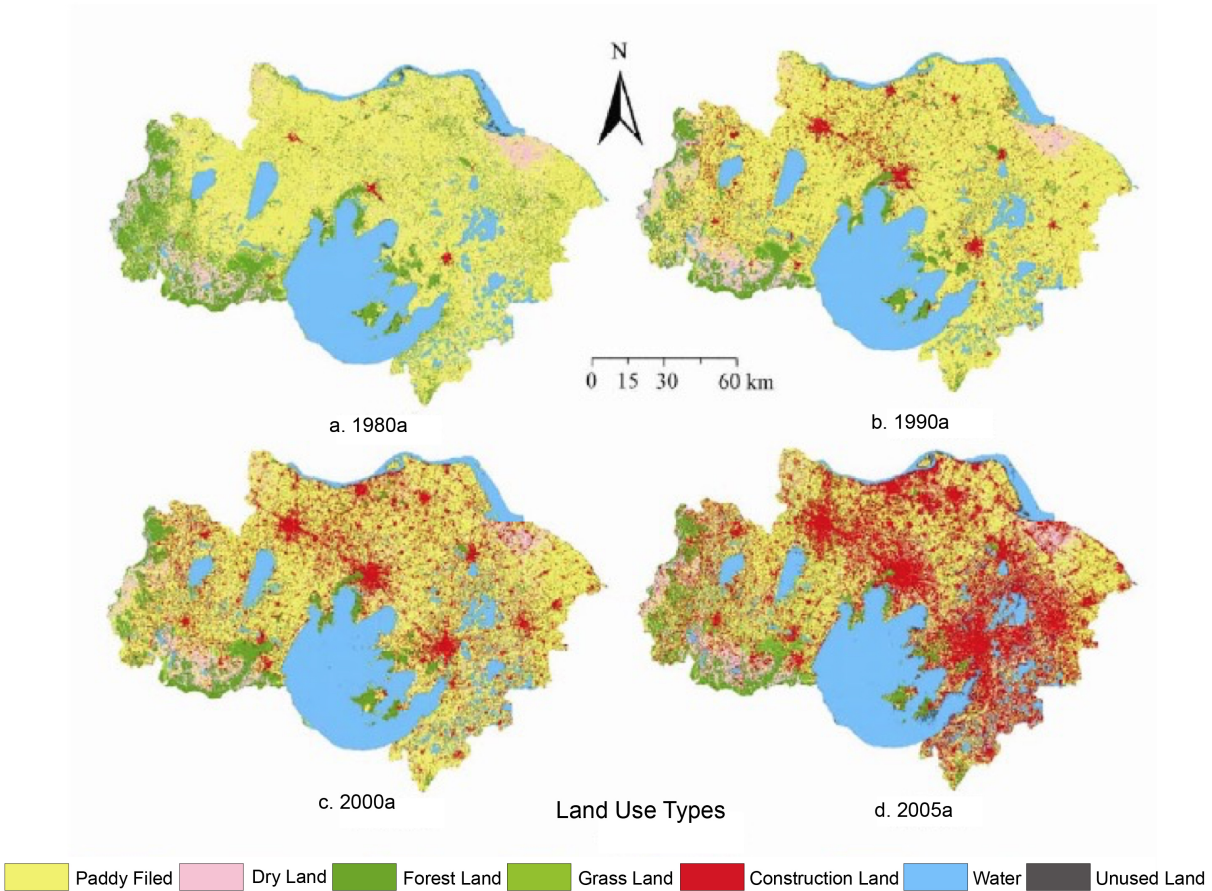 N
0 15 30 60 km
a. 1980a
b. 1990a
c. 2000a
Land Use Types
d. 2005a
Paddy Filed
Dry Land
Forest Land
Grass Land
Construction Land
Water
Unused Land